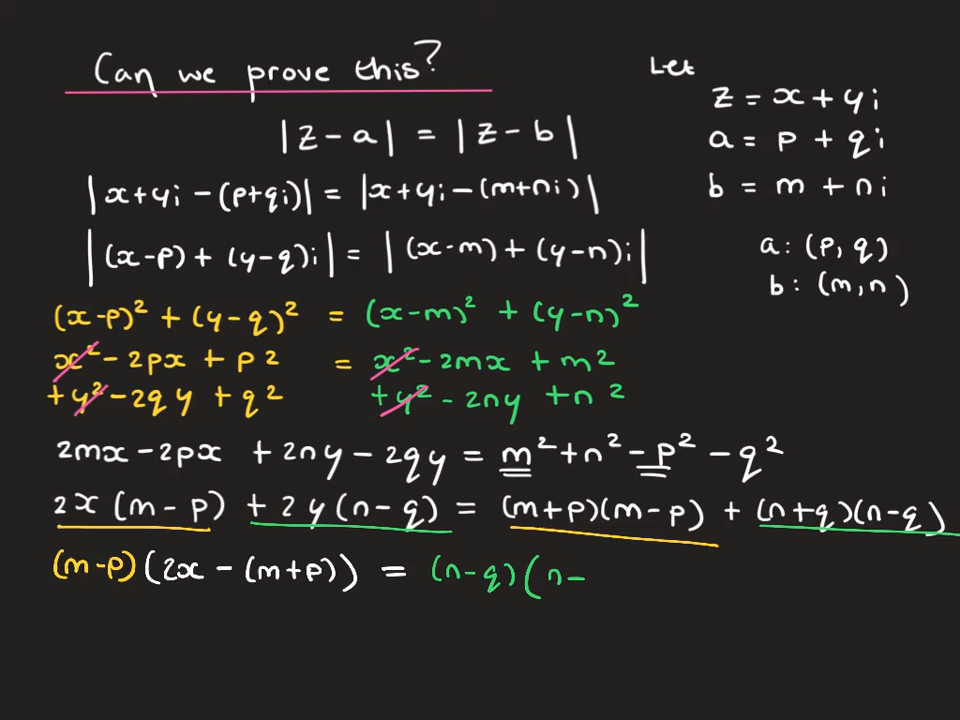 Can we prove this?
Let
z = x + yi
|z - a| = |z - b|
a = p + qi
|x+yi - (p+qi)| = |x+yi - (m+ni)|
b = m + ni
|(x-p) + (y-q)i| = |(x-m) + (y-n)i|
a: (p, q)
b: (m, n)
(x-p)² + (y-q)² = (x-m)² + (y-n)²
x² - 2px + p² = x² - 2mx + m²
+y² - 2qy + q² +y² - 2ny + n²
2mx - 2px + 2ny - 2qy = m² + n² - p² - q²
2x(m-p) + 2y(n-q) = (m+p)(m-p) + (n+q)(n-q)
(m-p)(2x - (m+p)) = (n-q)(n-